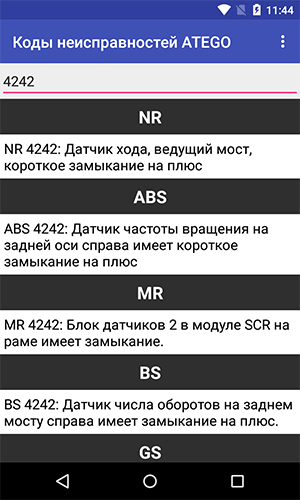 11:44
Коды неисправностей ATEGO
4242
NR
NR 4242: Датчик хода, ведущий мост,
короткое замыкание на плюс
ABS
ABS 4242: Датчик частоты вращения на
задней оси справа имеет короткое
замыкание на плюс
MR
MR 4242: Блок датчиков 2 в модуле SCR на
раме имеет замыкание.
BS
BS 4242: Датчик числа оборотов на заднем
мосту справа имеет замыкание на плюс.
GS